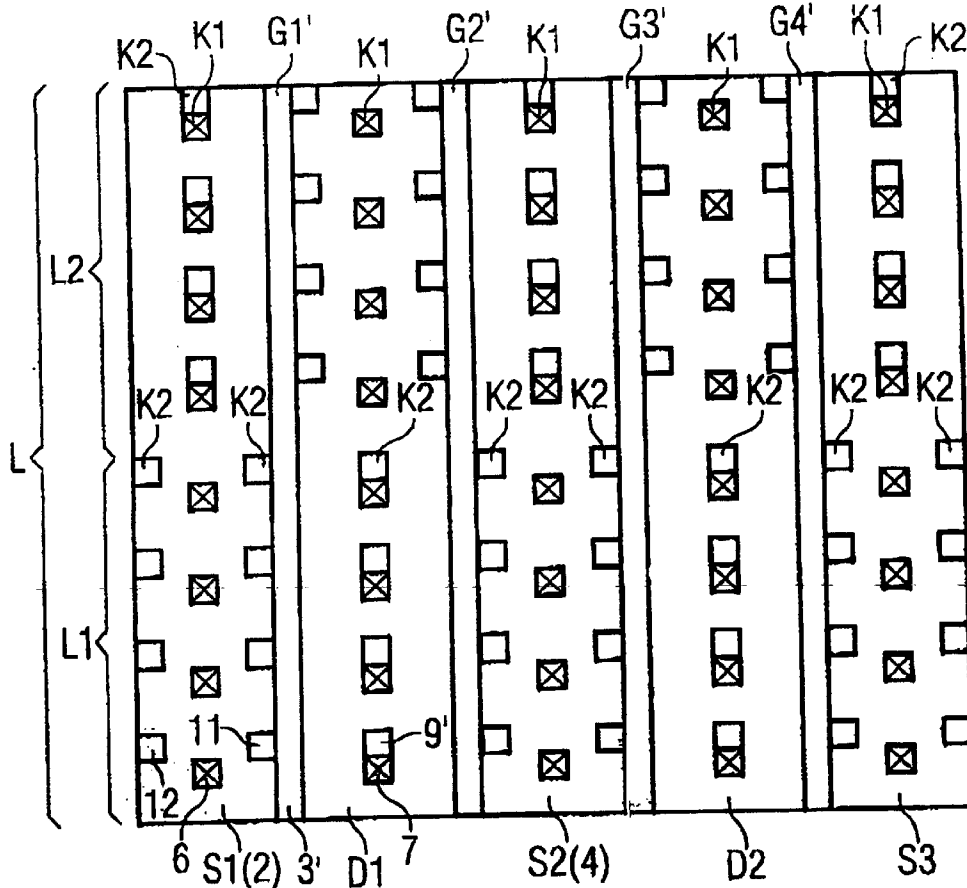 G1' G2' G3' G4'
K2 K1 K1 K1 K1 K1 K2
L2
K2 K2 K2 K2 K2 K2 K2 K2
L
L1
11 9'
12
6 S1(2) 3' D1 7 S2(4) D2 S3